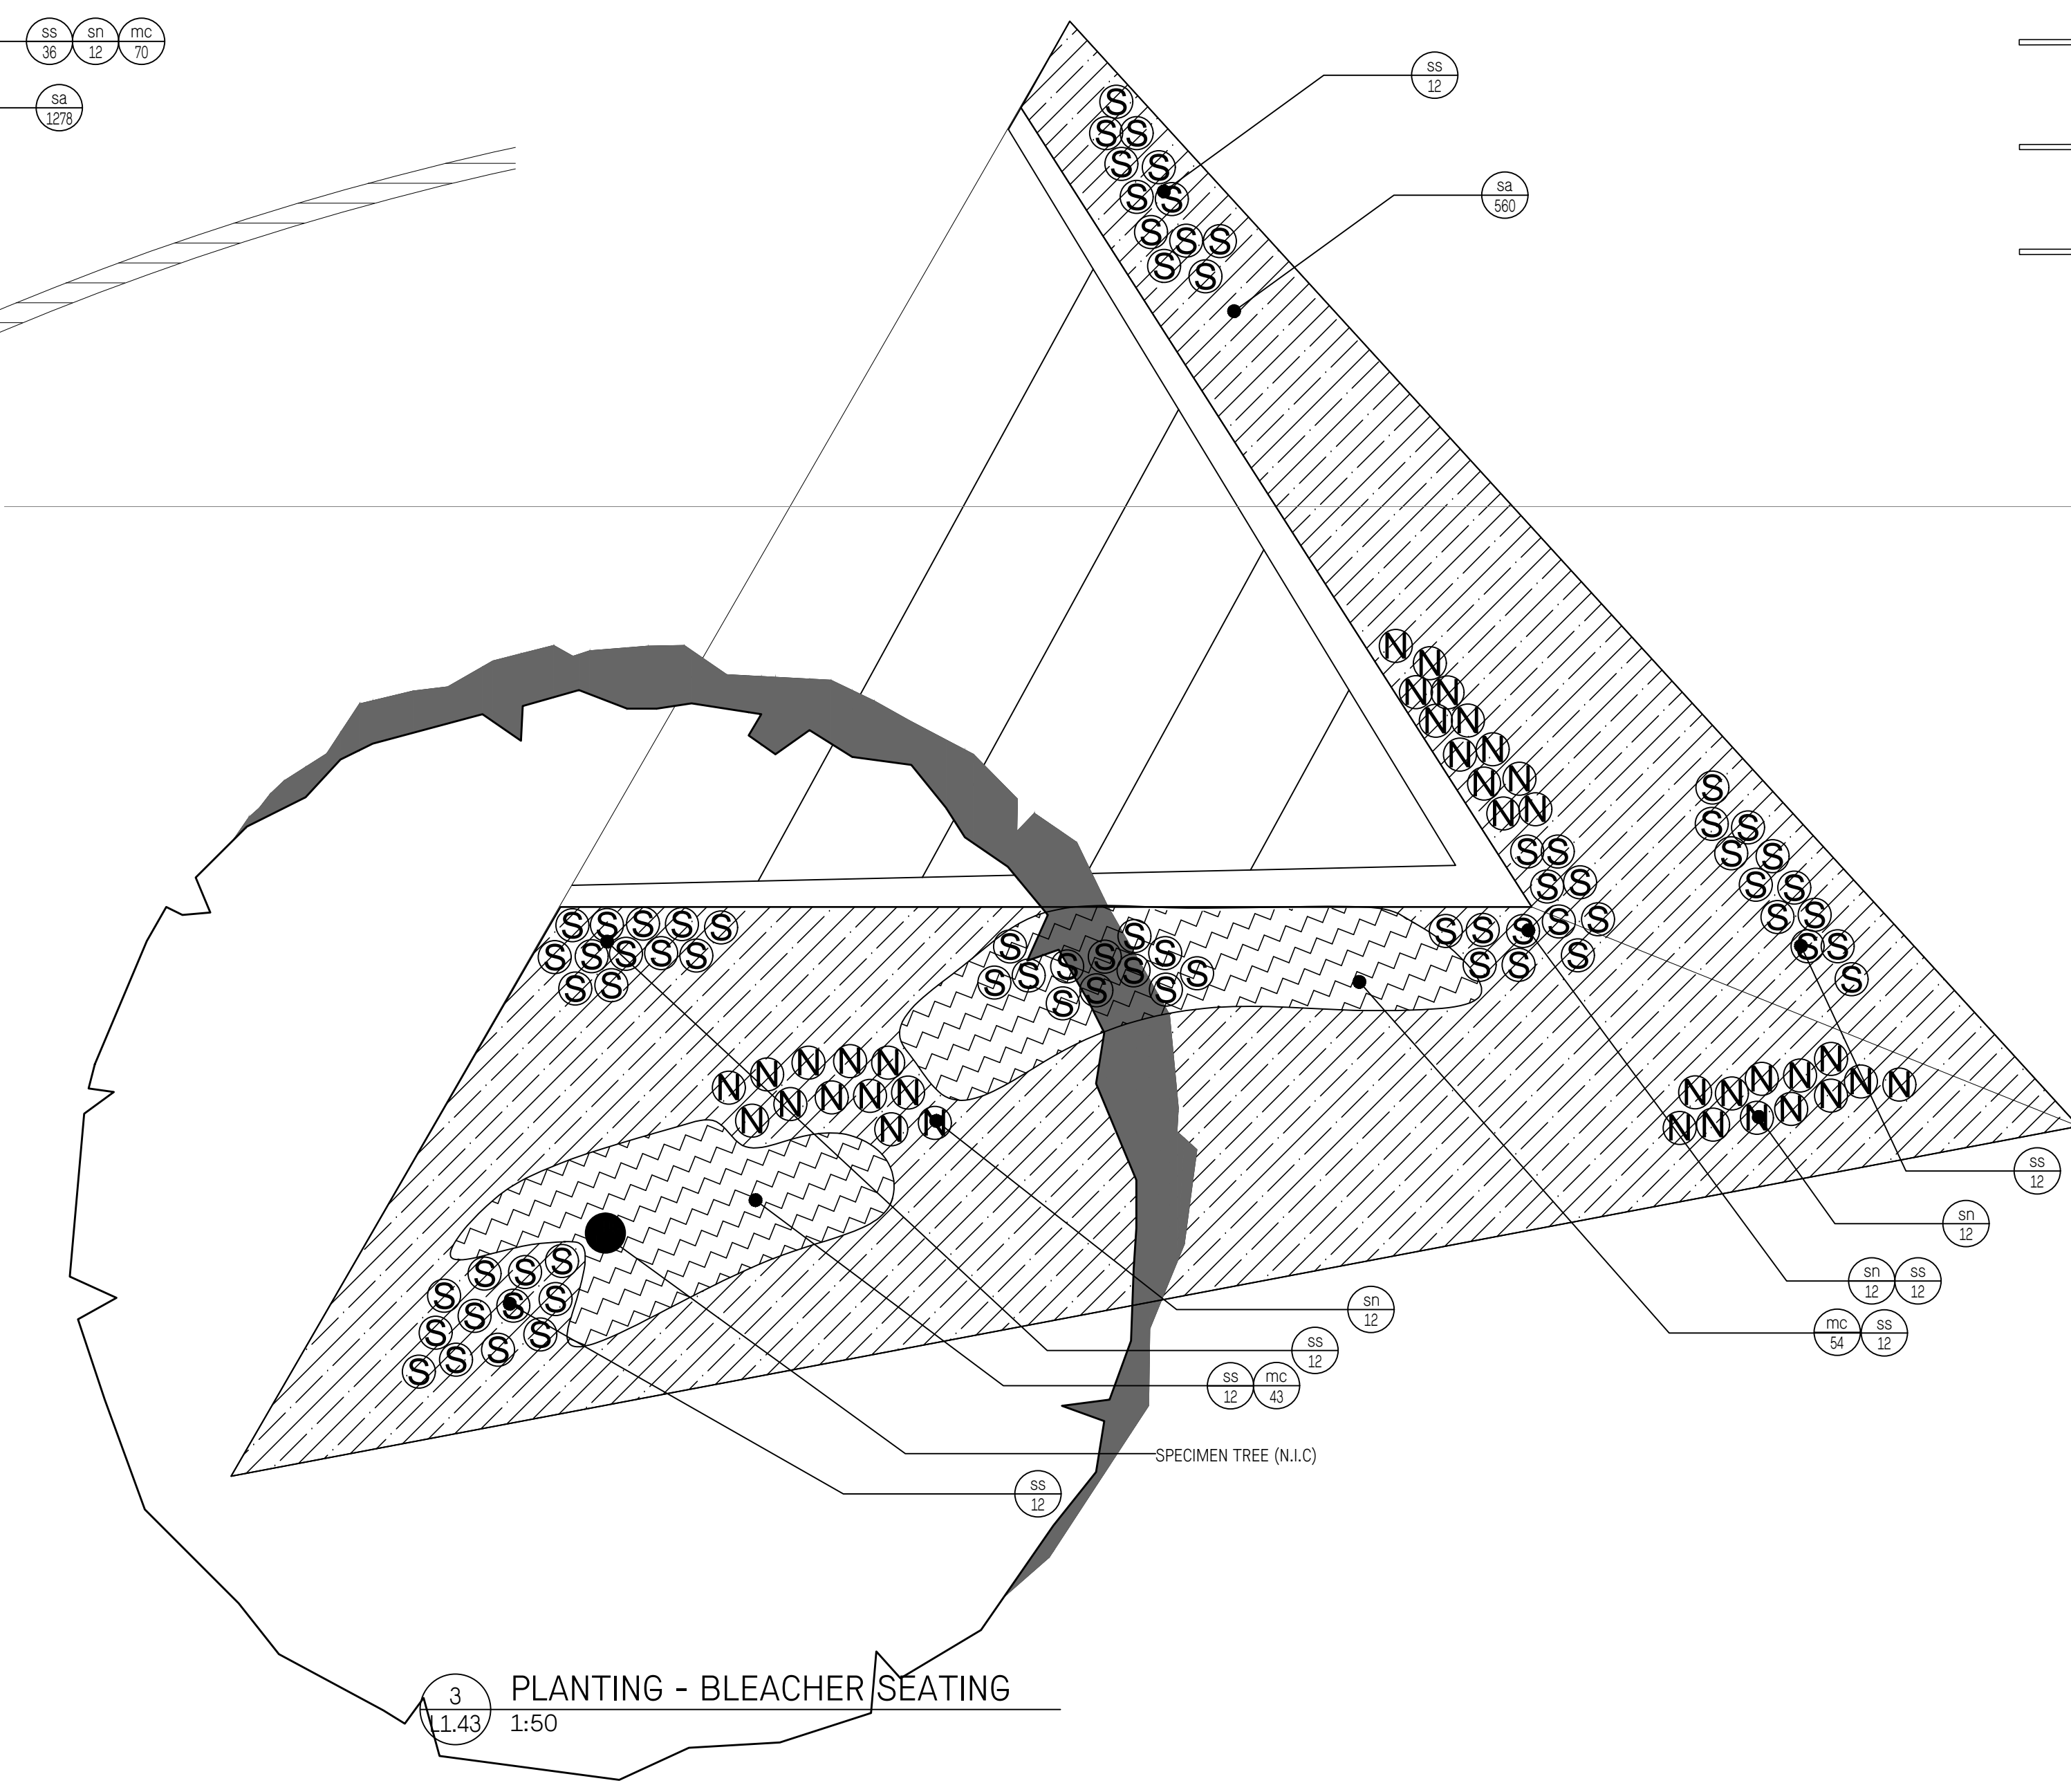 ss sn mc
36 12 70
sa
1278
ss
12
sa
560
S
S S
S S
S S
S S S
S S
N
N
N N
N N
N N
N N
N N
S
S S
S S
S S
S S
S S
S
S S
S S
S S S S S
S S S
S S S S S
S S S S S
S S
S S S S
S S S S S
S S S
N N N N N
N N N N N
N N
N N N N N N N
N N N N N
S S S
S S S S
S
S S S S
ss
12
sn
12
sn ss
12 12
mc ss
54 12
sn
12
ss
12
ss mc
12 43
SPECIMEN TREE (N.I.C)
ss
12
3
L1.43
PLANTING - BLEACHER SEATING
1:50